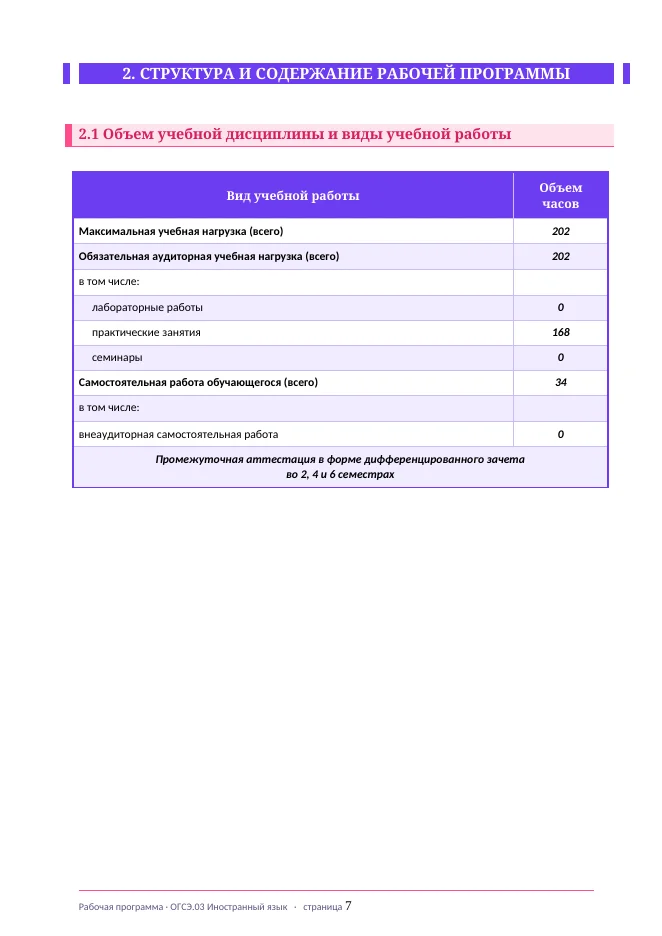 2. СТРУКТУРА И СОДЕРЖАНИЕ РАБОЧЕЙ ПРОГРАММЫ
2.1 Объем учебной дисциплины и виды учебной работы
Вид учебной работы
Объем
часов
Максимальная учебная нагрузка (всего) 202
Обязательная аудиторная учебная нагрузка (всего) 202
в том числе:
лабораторные работы 0
практические занятия 168
семинары 0
Самостоятельная работа обучающегося (всего) 34
в том числе:
внеаудиторная самостоятельная работа 0
Промежуточная аттестация в форме дифференцированного зачета
во 2, 4 и 6 семестрах
Рабочая программа · ОГСЭ.03 Иностранный язык · страница 7